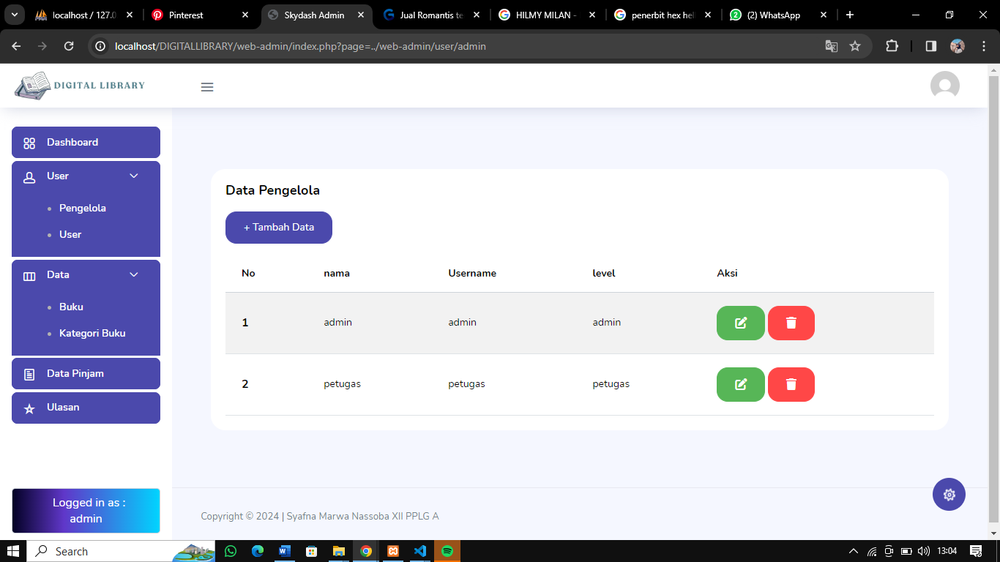 localhost / 127.0
Pinterest
Skydash Admin
Jual Romantis te
HILMY MILAN -
penerbit hex hel
(2) WhatsApp
localhost/DIGITALLIBRARY/web-admin/index.php?page=../web-admin/user/admin
DIGITAL LIBRARY
Dashboard
User
Pengelola
User
Data
Buku
Kategori Buku
Data Pinjam
Ulasan
Logged in as :
admin
Data Pengelola
+ Tambah Data
No nama Username level Aksi
1 admin admin admin
2 petugas petugas petugas
Copyright © 2024 | Syafna Marwa Nassoba XII PPLG A
Search
13:04